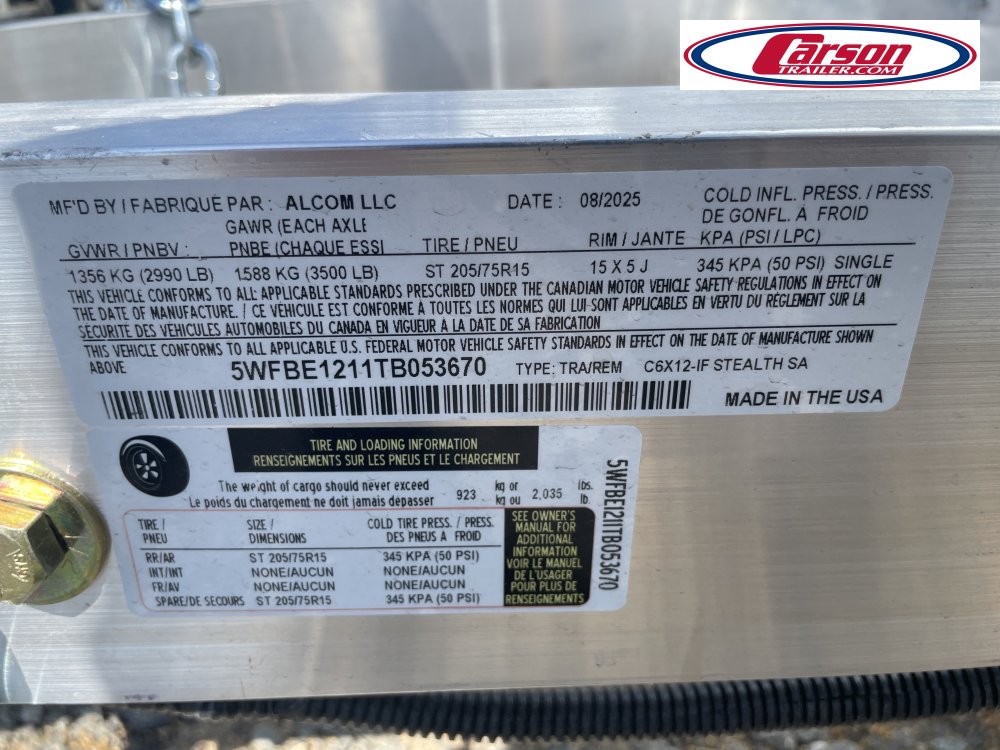 Carson
TRAILER.COM
MF'D BY / FABRIQUE PAR : ALCOM LLC DATE : 08/2025 COLD INFL. PRESS. / PRESS.
DE GONFL. À FROID
GAWR (EACH AXLE
GVWR / PNBV : PNBE (CHAQUE ESSI TIRE / PNEU RIM / JANTE KPA (PSI / LPC)
1356 KG (2990 LB) 1588 KG (3500 LB) ST 205/75R15 15 X 5 J 345 KPA (50 PSI) SINGLE
THIS VEHICLE CONFORMS TO ALL APPLICABLE STANDARDS PRESCRIBED UNDER THE CANADIAN MOTOR VEHICLE SAFETY REGULATIONS IN EFFECT ON
THE DATE OF MANUFACTURE. / CE VEHICULE EST CONFORME À TOUTES LES NORMES QUI LUI-SONT APPLICABLES EN VERTU DU RÉGLEMENT SUR LA
SECURITE DES VÉHICULES AUTOMOBILES DU CANADA EN VIGUEUR À LA DATE DE SA FABRICATION
THIS VEHICLE CONFORMS TO ALL APPLICABLE U.S. FEDERAL MOTOR VEHICLE SAFETY STANDARDS IN EFFECT ON THE DATE OF MANUFACTURE SHOWN
ABOVE 5WFBE1211TB053670 TYPE: TRA/REM C6X12-IF STEALTH SA
MADE IN THE USA
TIRE AND LOADING INFORMATION
RENSEIGNEMENTS SUR LES PNEUS ET LE CHARGEMENT
The weight of cargo should never exceed
Le poids du chargement ne doit jamais depasser 923 kg or kg ou 2,035 lbs. lb.
TIRE / PNEU SIZE / DIMENSIONS COLD TIRE PRESS. / PRESS. DES PNEUS A FROID
RR/AR ST 205/75R15 345 KPA (50 PSI)
INT/INT NONE/AUCUN NONE/AUCUN
FR/AV NONE/AUCUN NONE/AUCUN
SPARE/DE SECOURS ST 205/75R15 345 KPA (50 PSI)
SEE OWNER'S
MANUAL FOR
ADDITIONAL
INFORMATION
VOIR LE MANUEL
DE L'USAGER
POUR PLUS DE
RENSEIGNEMENTS
5WFBE1211TB053670